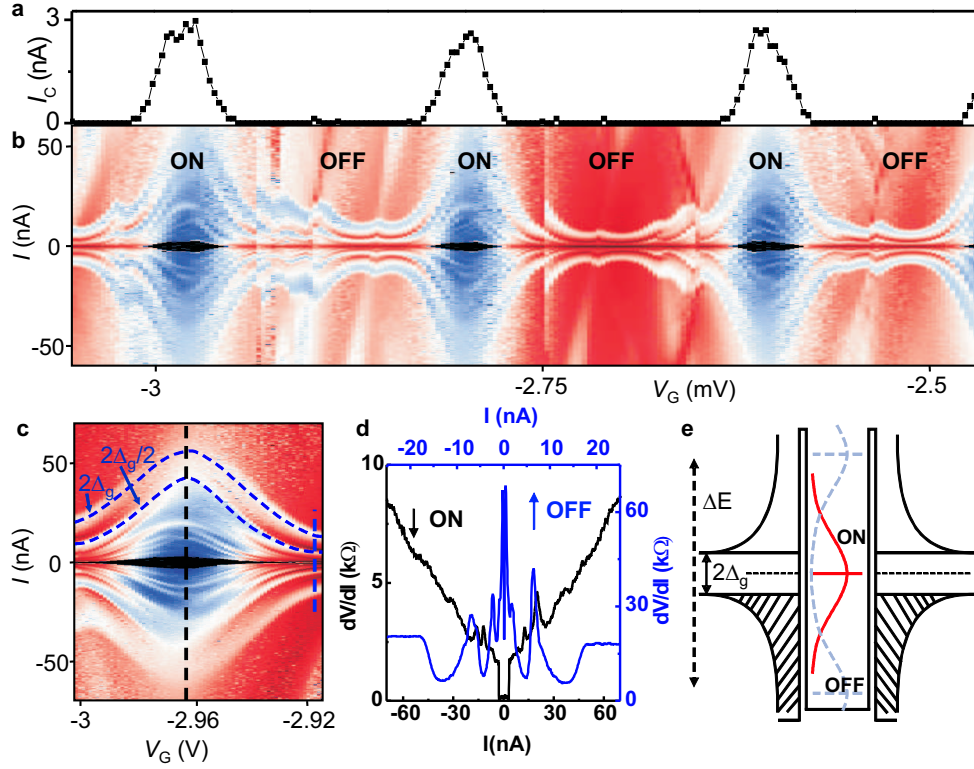 a
3
0
I_C (nA)
b
ON
OFF
ON
OFF
ON
OFF
50
0
-50
I (nA)
-3
-2.75
V_G (mV)
-2.5
c
2Δ_g
2Δ_g/2
50
0
-50
I (nA)
-3
-2.96
-2.92
V_G (V)
d
I (nA)
-20
-10
0
10
20
10
5
0
dV/dI (kΩ)
ON
OFF
60
30
0
dV/dI (kΩ)
-60
-30
0
30
60
I(nA)
e
ΔE
2Δ_g
ON
OFF